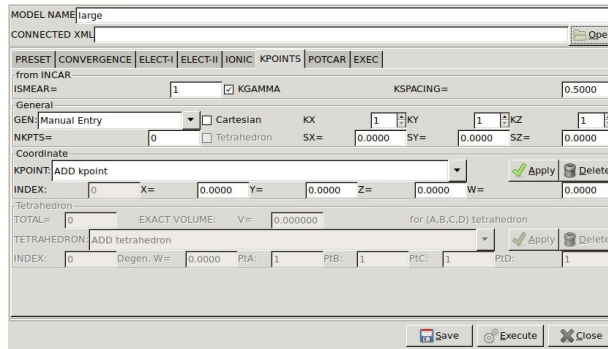 MODEL NAME large
CONNECTED XML Ope
PRESET CONVERGENCE ELECT-I ELECT-II IONIC KPOINTS POTCAR EXEC
from INCAR
ISMEAR= 1 KGAMMA KSPACING= 0.5000
General
GEN: Manual Entry Cartesian KX 1 KY 1 KZ 1
NKPTS= 0 Tetrahedron SX= 0.0000 SY= 0.0000 SZ= 0.0000
Coordinate
KPOINT: ADD kpoint Apply Delete
INDEX: 0 X= 0.0000 Y= 0.0000 Z= 0.0000 W= 0.0000
Tetrahedron
TOTAL= 0 EXACT VOLUME: V= 0.000000 for (A,B,C,D) tetrahedron
TETRAHEDRON: ADD tetrahedron Apply Delete
INDEX: 0 Degen. W= 0.0000 PtA: 1 PtB: 1 PtC: 1 PtD: 1
Save Execute Close